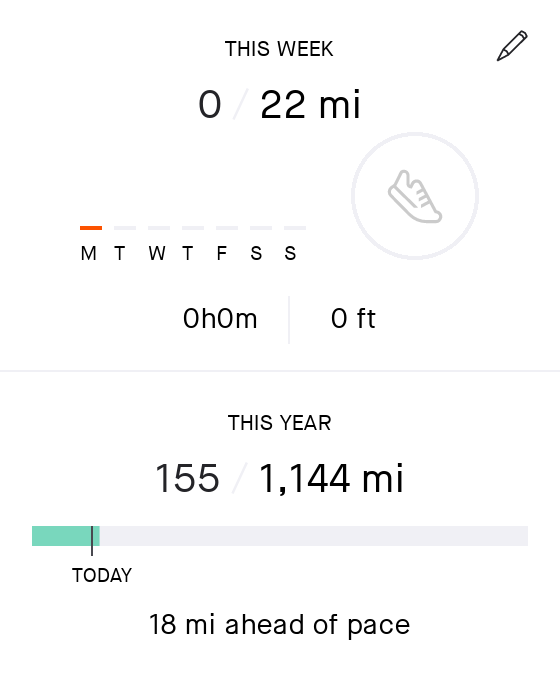 THIS WEEK
0 / 22 mi
M T W T F S S
0h0m 0 ft
THIS YEAR
155 / 1,144 mi
TODAY
18 mi ahead of pace